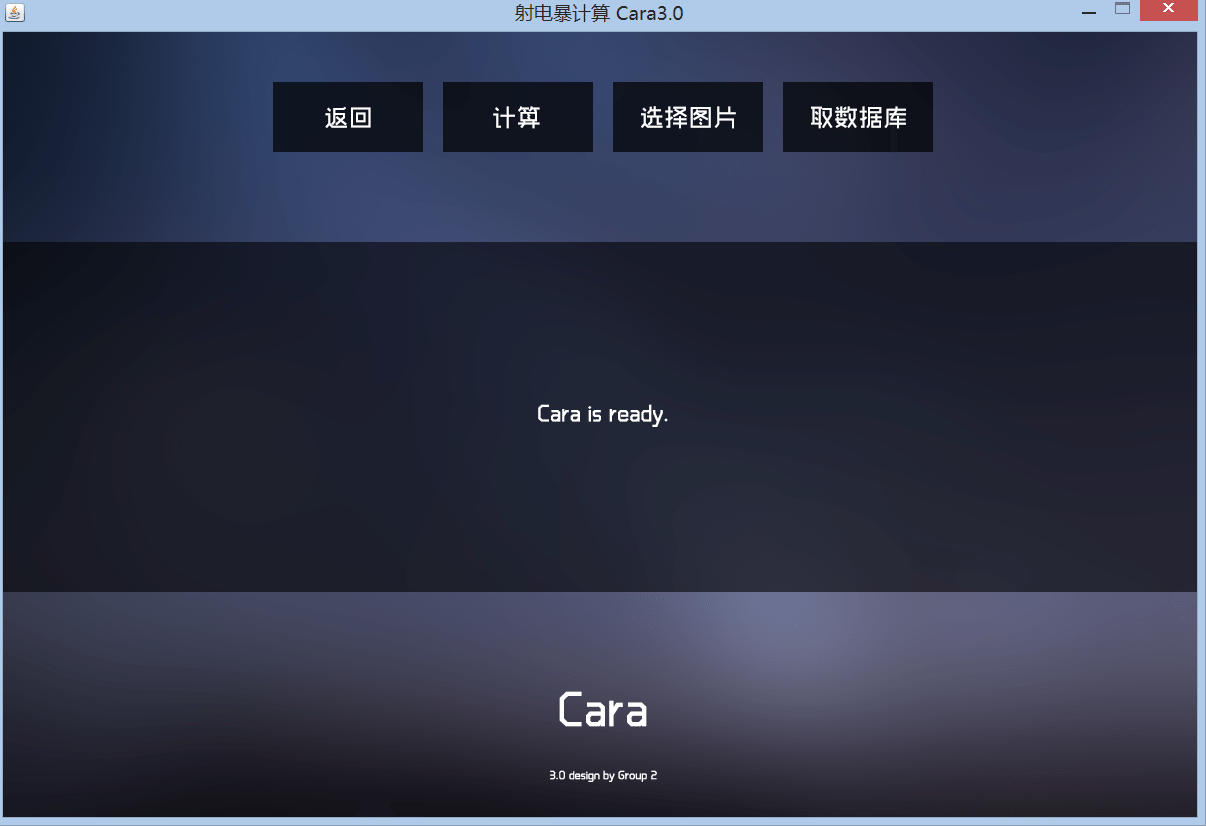 射电暴计算 Cara3.0
返回 计算 选择图片 取数据库
Cara is ready.
Cara
3.0 design by Group 2